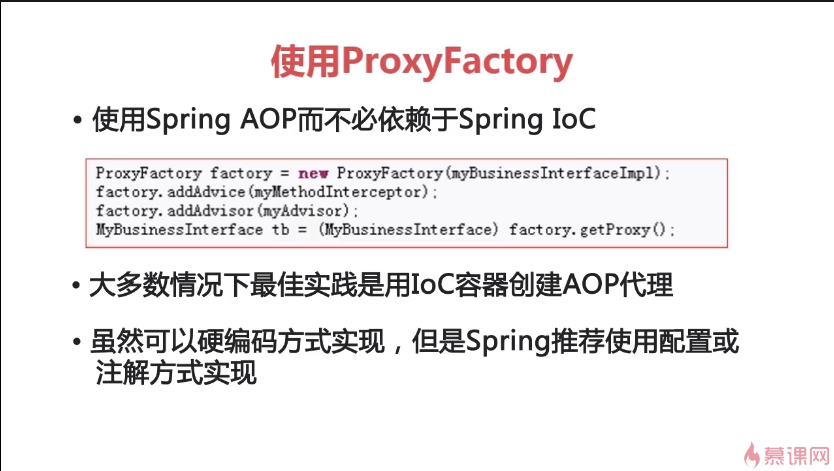 使用ProxyFactory
• 使用Spring AOP而不必依赖于Spring IoC
ProxyFactory factory = new ProxyFactory(myBusinessInterfaceImpl);
factory.addAdvice(myMethodInterceptor);
factory.addAdvisor(myAdvisor);
MyBusinessInterface tb = (MyBusinessInterface) factory.getProxy();
• 大多数情况下最佳实践是用IoC容器创建AOP代理
• 虽然可以硬编码方式实现，但是Spring推荐使用配置或
注解方式实现
慕课网